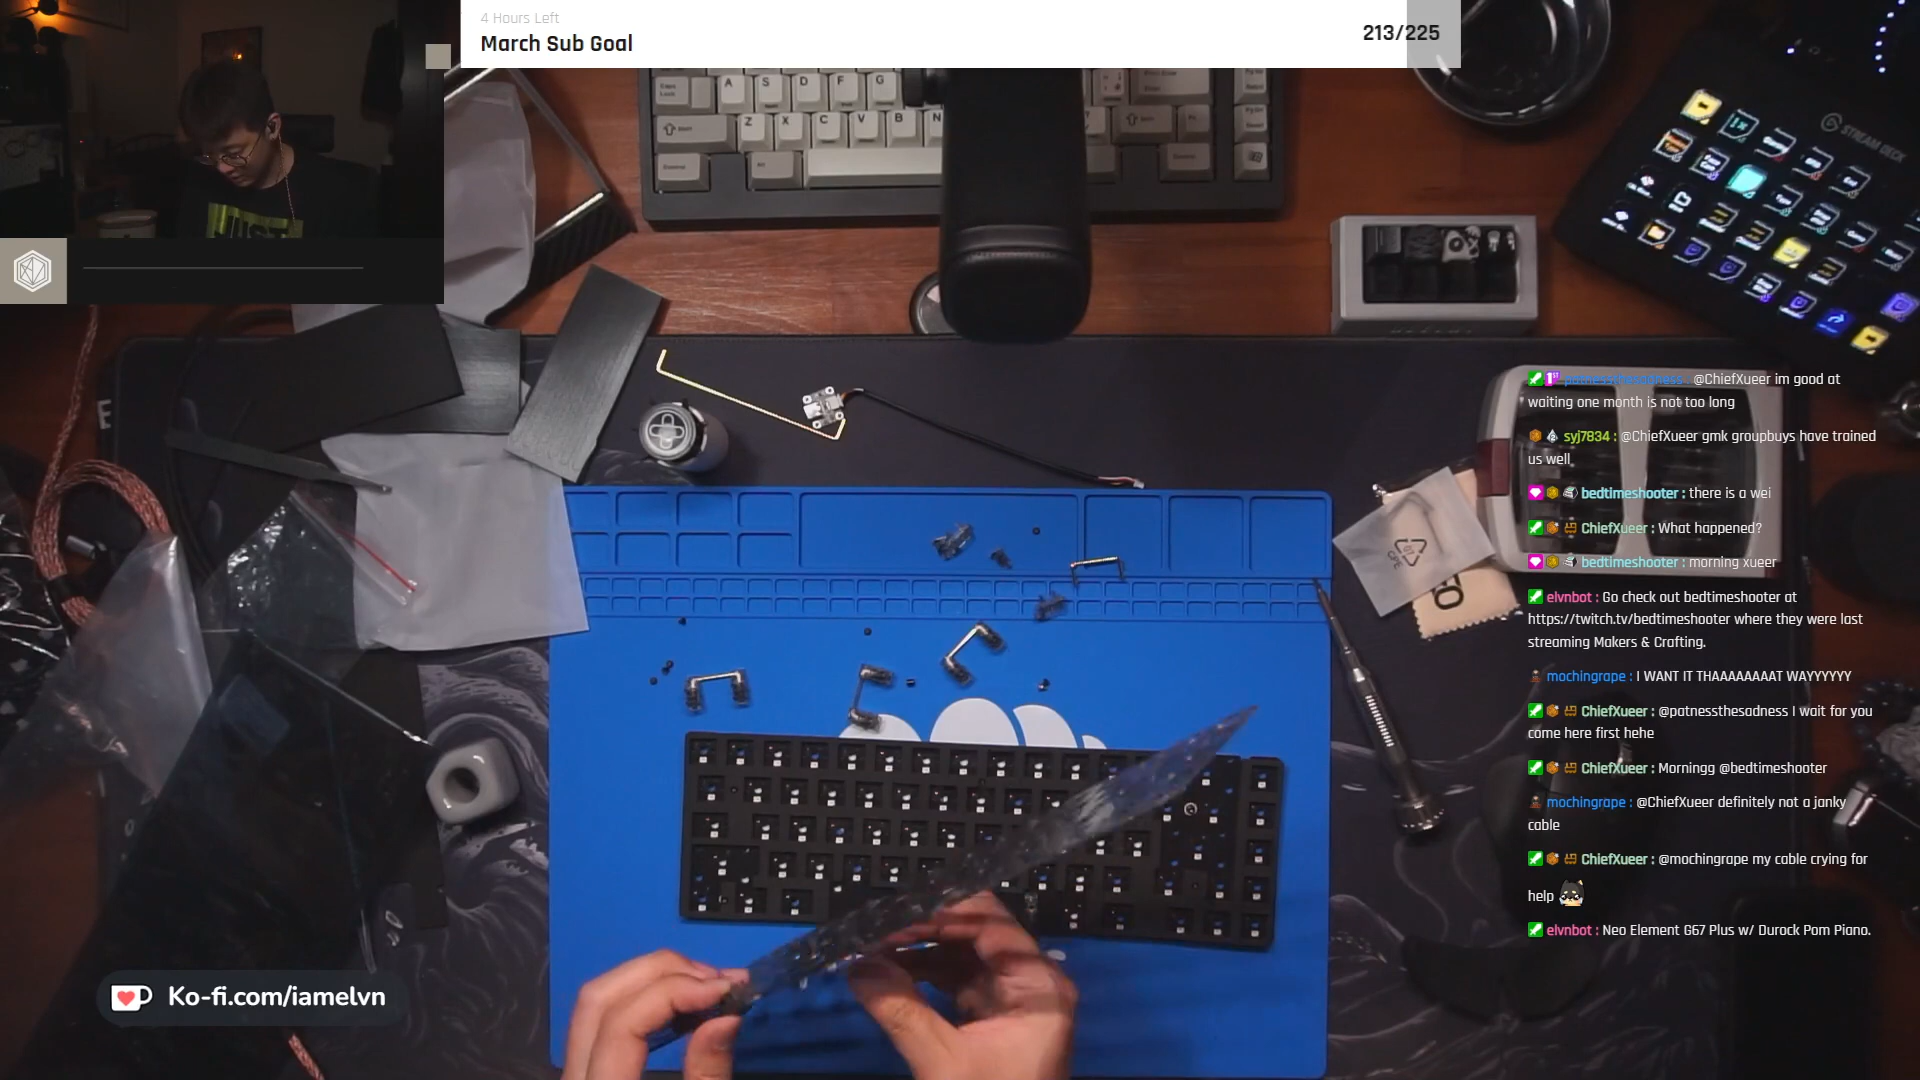 4 Hours Left
March Sub Goal
213/225
A S D F G
Z X C V B N
STREAM DECK
JUST
patnessthesadness : @ChiefXueer im good at
waiting one month is not too long
syj7834 : @ChiefXueer gmk groupbuys have trained
us well
bedtimeshooter : there is a wei
ChiefXueer : What happened?
bedtimeshooter : morning xueer
elvnbot : Go check out bedtimeshooter at
https://twitch.tv/bedtimeshooter where they were last
streaming Makers & Crafting.
mochingrape : I WANT IT THAAAAAAAT WAYYYYYY
ChiefXueer : @patnessthesadness I wait for you
come here first hehe
ChiefXueer : Morningg @bedtimeshooter
mochingrape : @ChiefXueer definitely not a janky
cable
ChiefXueer : @mochingrape my cable crying for
help
elvnbot : Neo Element G67 Plus w/ Durock Pom Piano.
Ko-fi.com/iamelvn